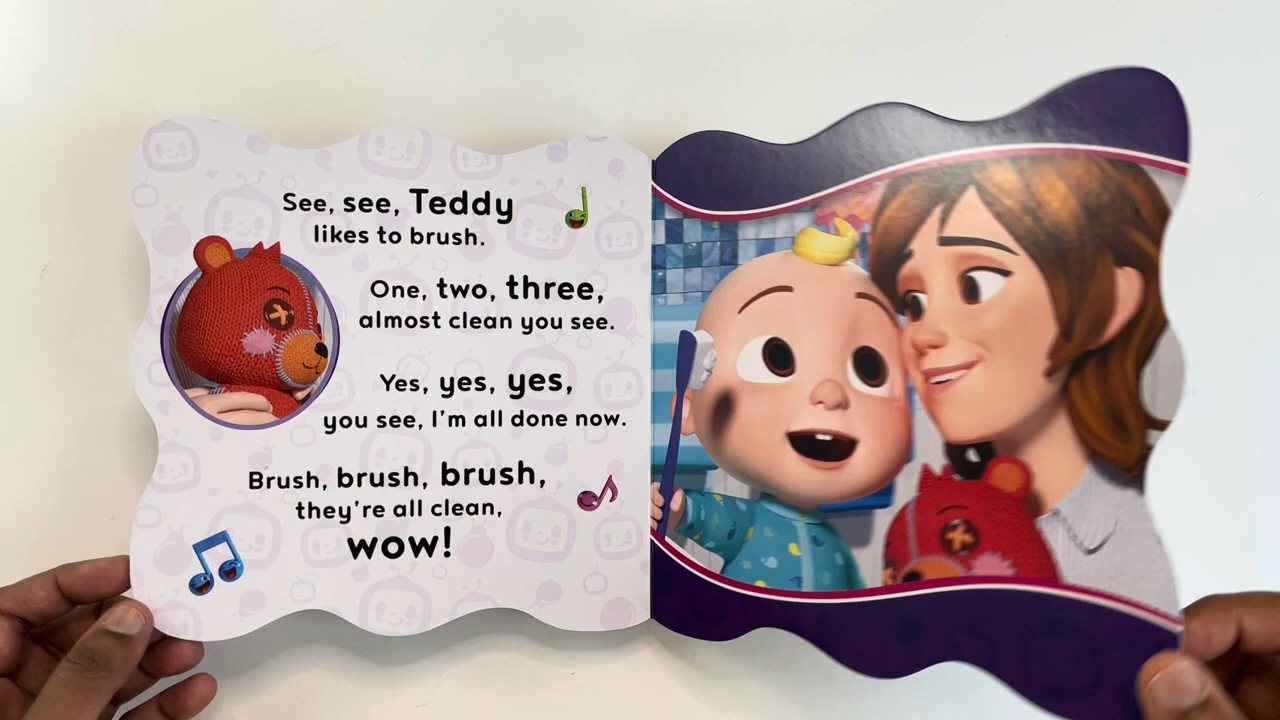 See, see, Teddy
likes to brush.
One, two, three,
almost clean you see.
Yes, yes, yes,
you see, I'm all done now.
Brush, brush, brush,
they're all clean,
WOW!